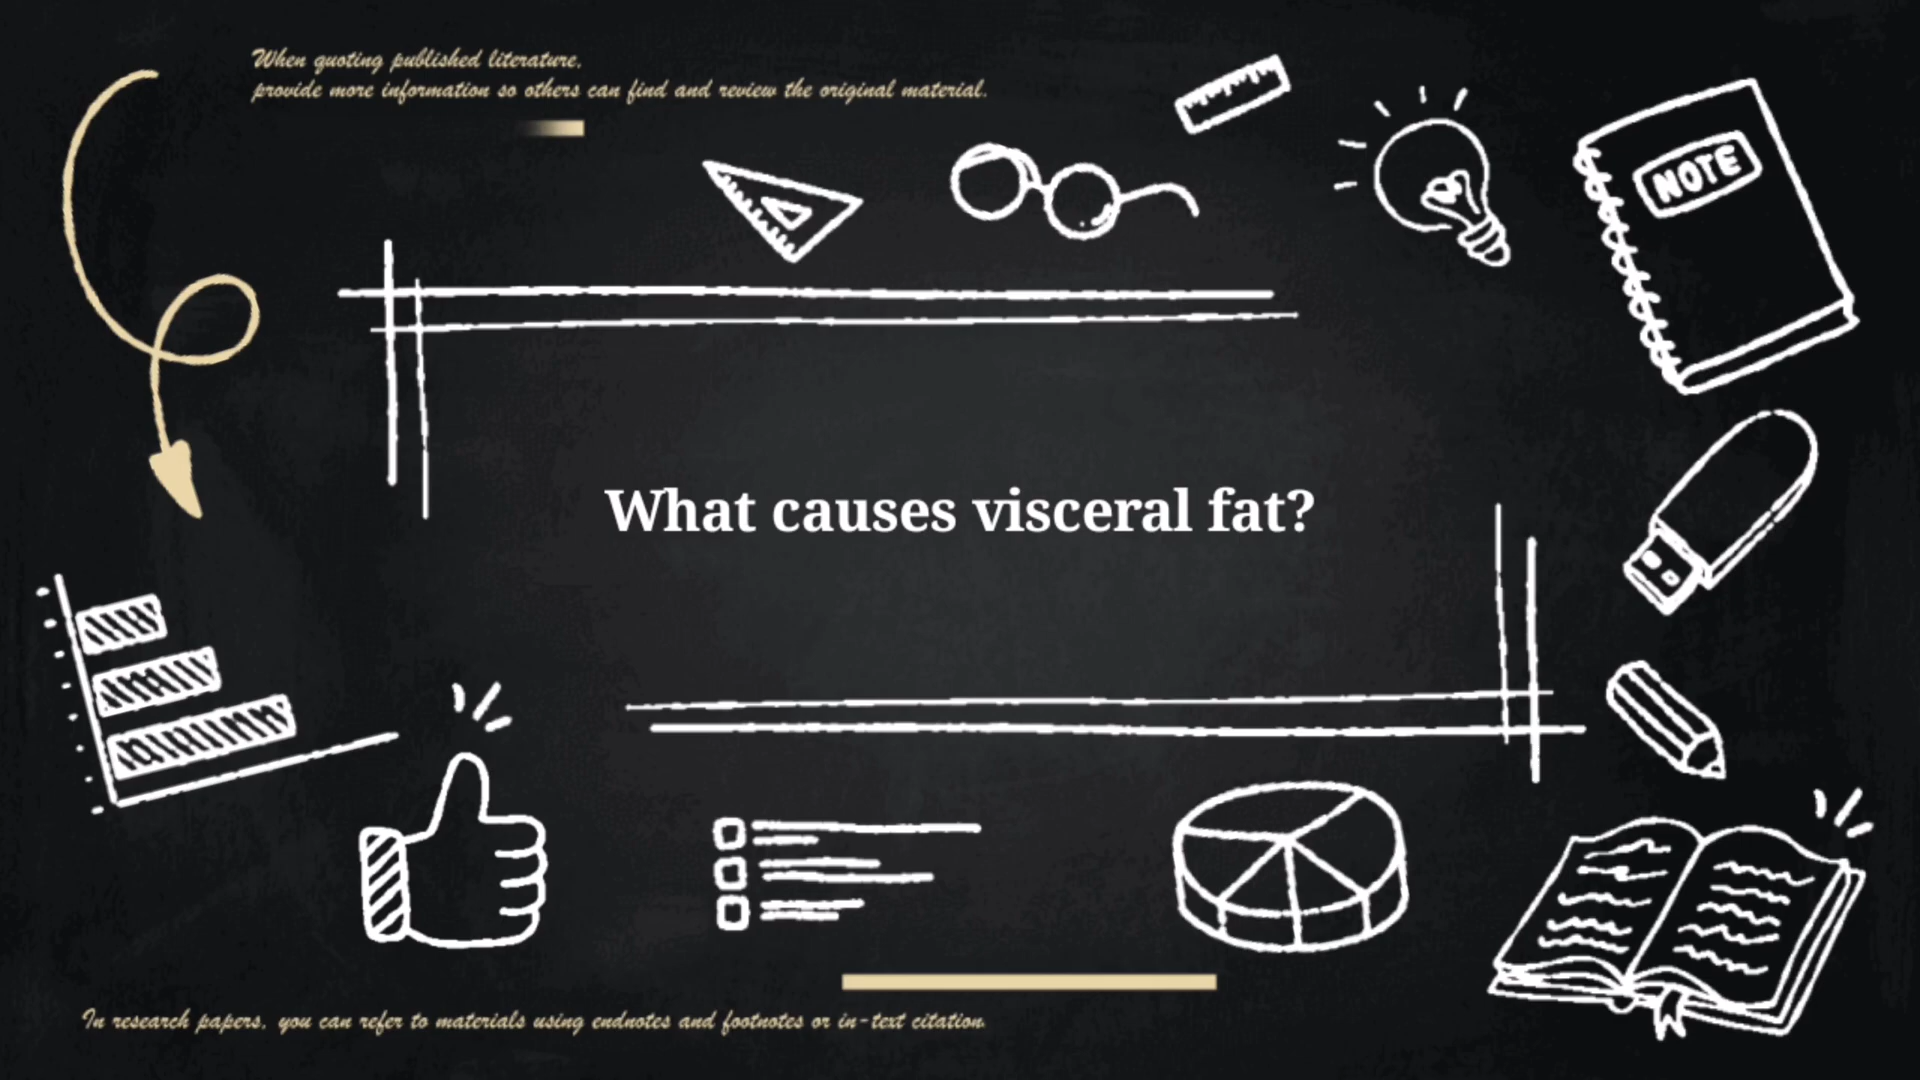 When quoting published literature,
provide more information so others can find and review the original material.
NOTE
What causes visceral fat?
In research papers, you can refer to materials using endnotes and footnotes or in-text citation.